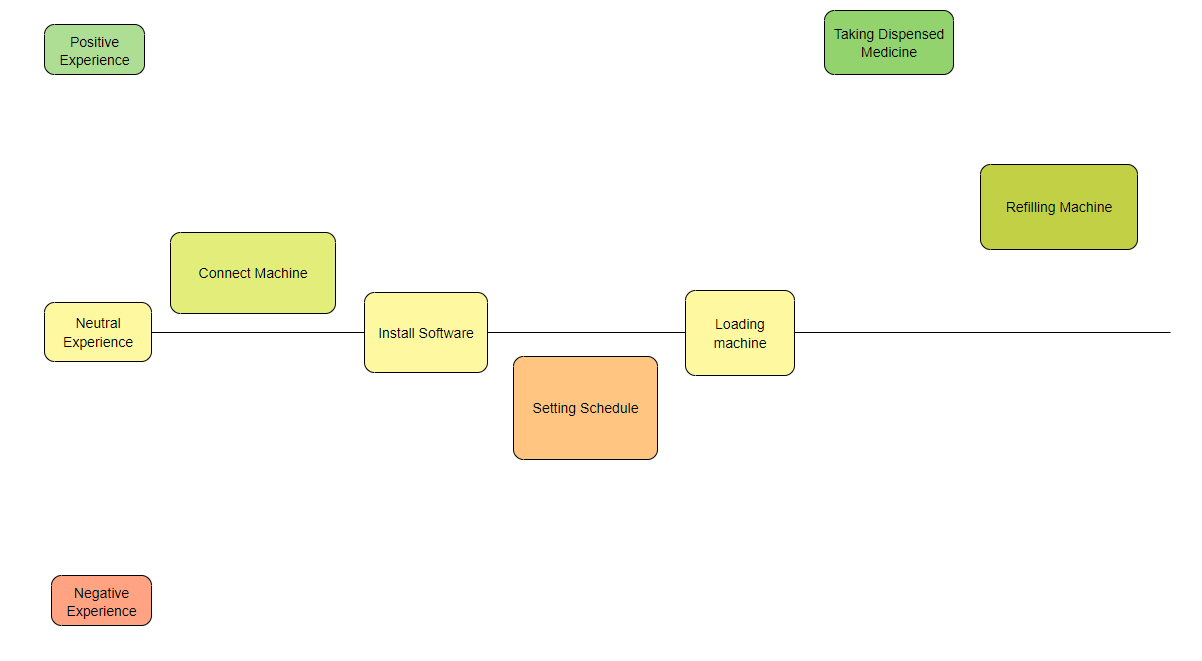 Positive
Experience
Taking Dispensed
Medicine
Refilling Machine
Connect Machine
Neutral
Experience
Install Software
Loading
machine
Setting Schedule
Negative
Experience